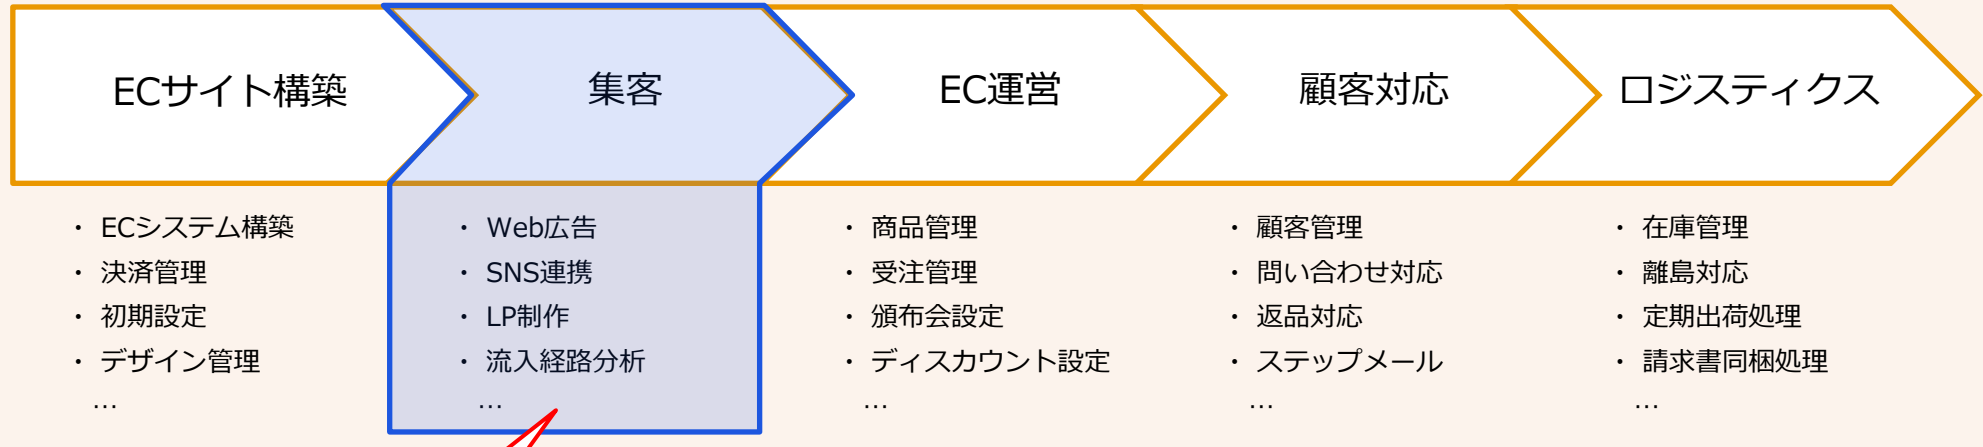 ECサイト構築
集客
EC運営
顧客対応
ロジスティクス
・ ECシステム構築
・ 決済管理
・ 初期設定
・ デザイン管理
…
・ Web広告
・ SNS連携
・ LP制作
・ 流入経路分析
…
・ 商品管理
・ 受注管理
・ 頒布会設定
・ ディスカウント設定
…
・ 顧客管理
・ 問い合わせ対応
・ 返品対応
・ ステップメール
…
・ 在庫管理
・ 離島対応
・ 定期出荷処理
・ 請求書同梱処理
…